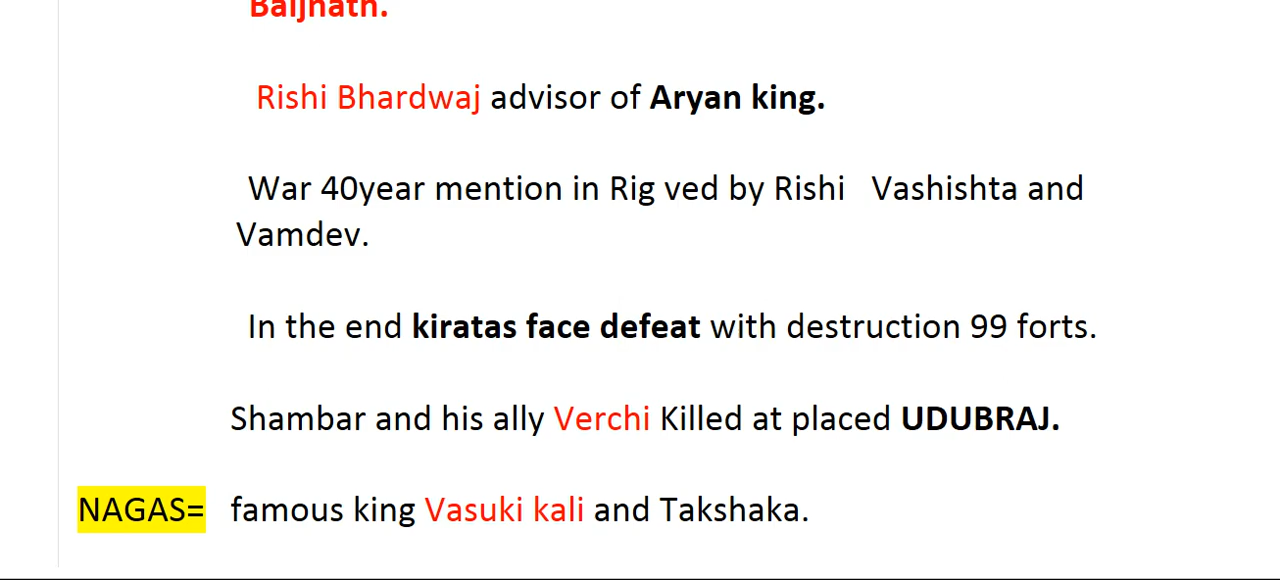 Baijnath.
Rishi Bhardwaj advisor of Aryan king.
War 40year mention in Rig ved by Rishi Vashishta and
Vamdev.
In the end kiratas face defeat with destruction 99 forts.
Shambar and his ally Verchi Killed at placed UDUBRAJ.
NAGAS= famous king Vasuki kali and Takshaka.